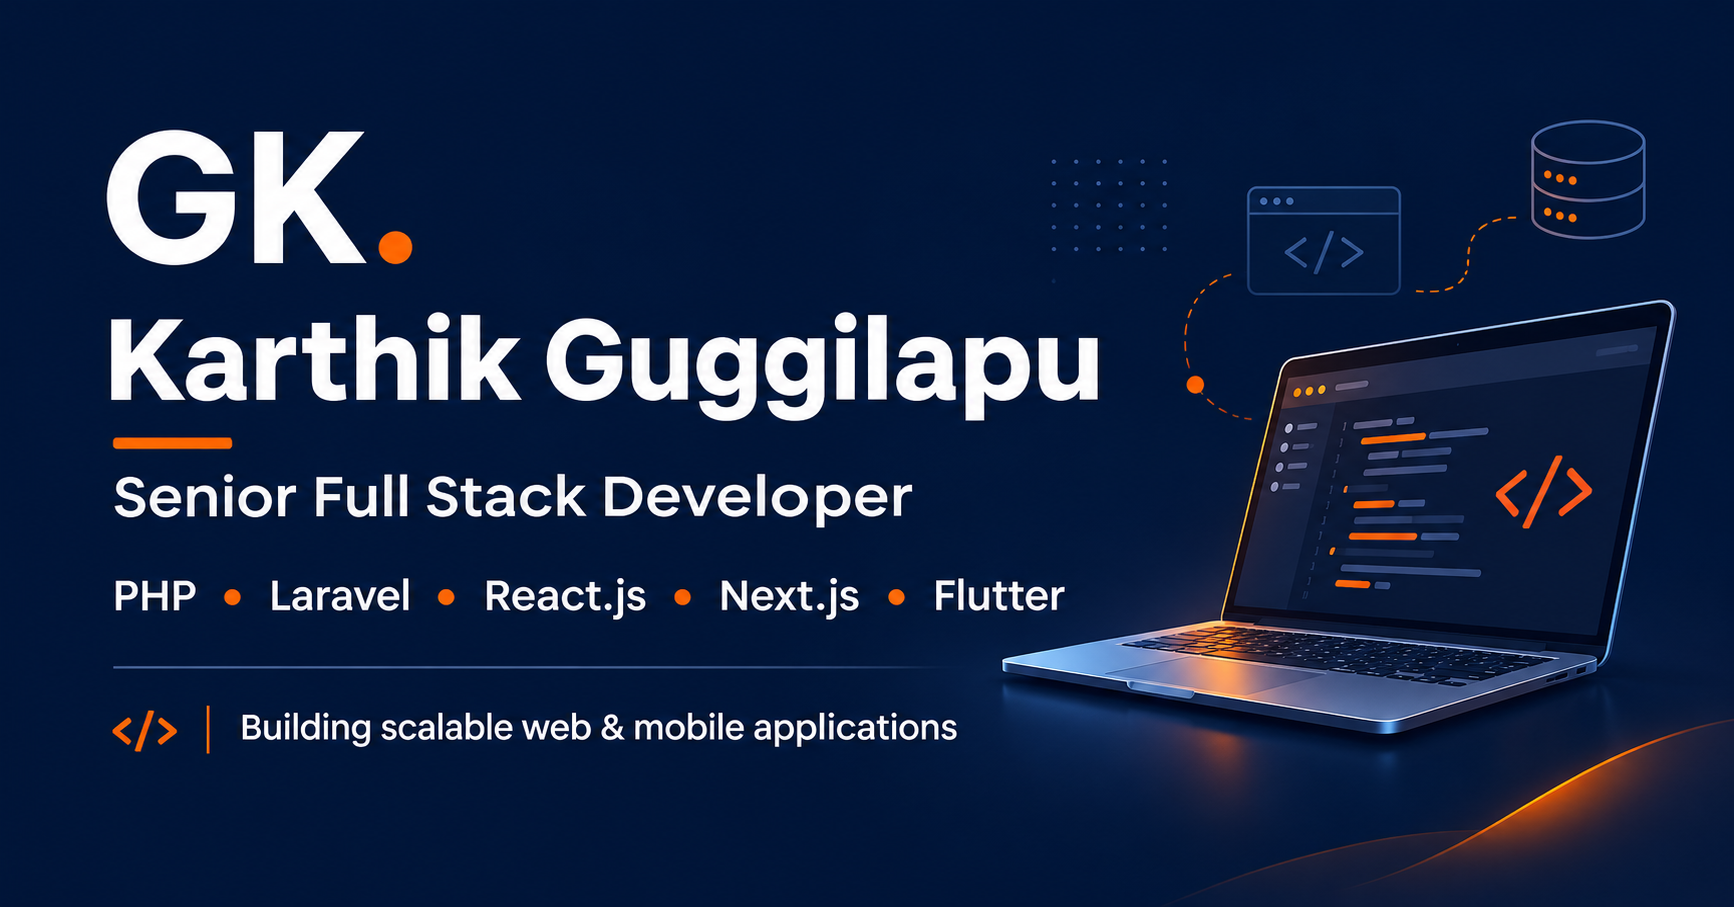 GK.
Karthik Guggilapu
Senior Full Stack Developer
PHP • Laravel • React.js • Next.js • Flutter
</> | Building scalable web & mobile applications
</>
</>